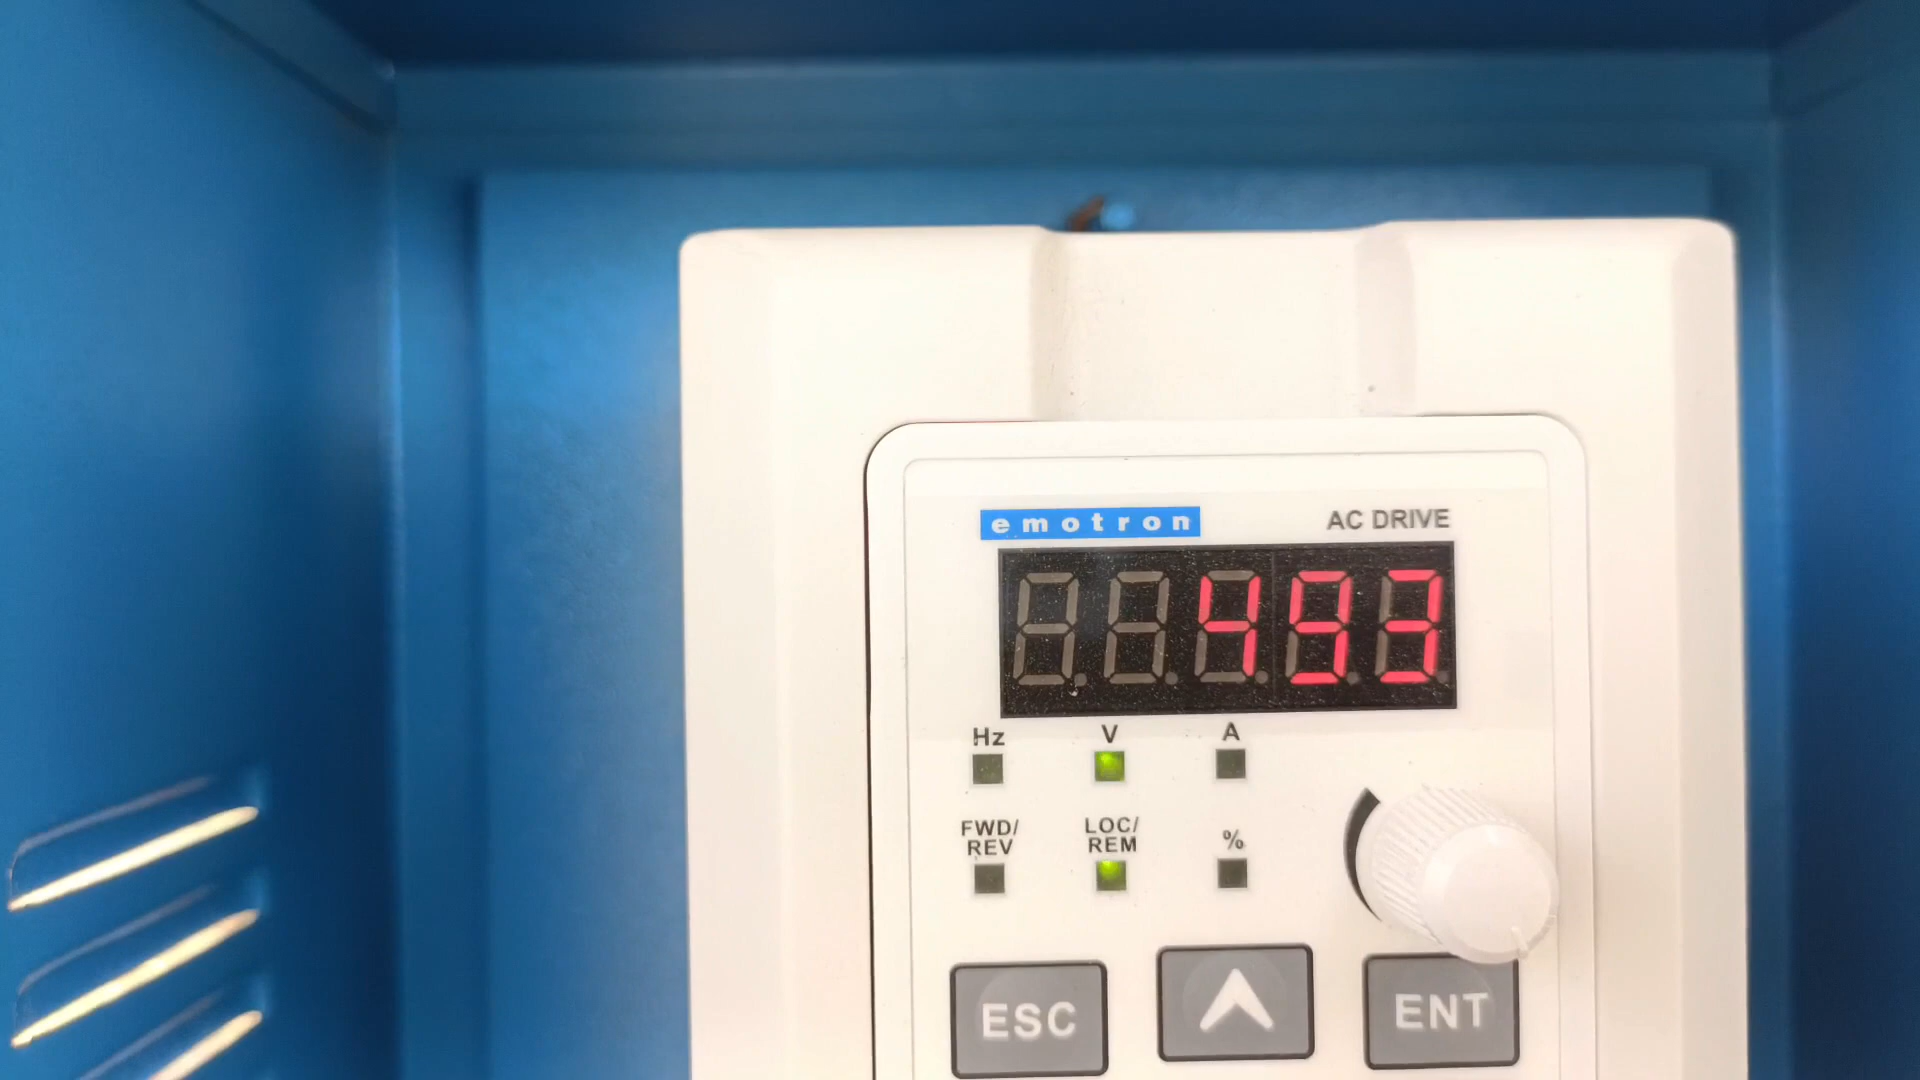 emotron
AC DRIVE
493
Hz
V
A
FWD/
REV
LOC/
REM
%
ESC
ENT